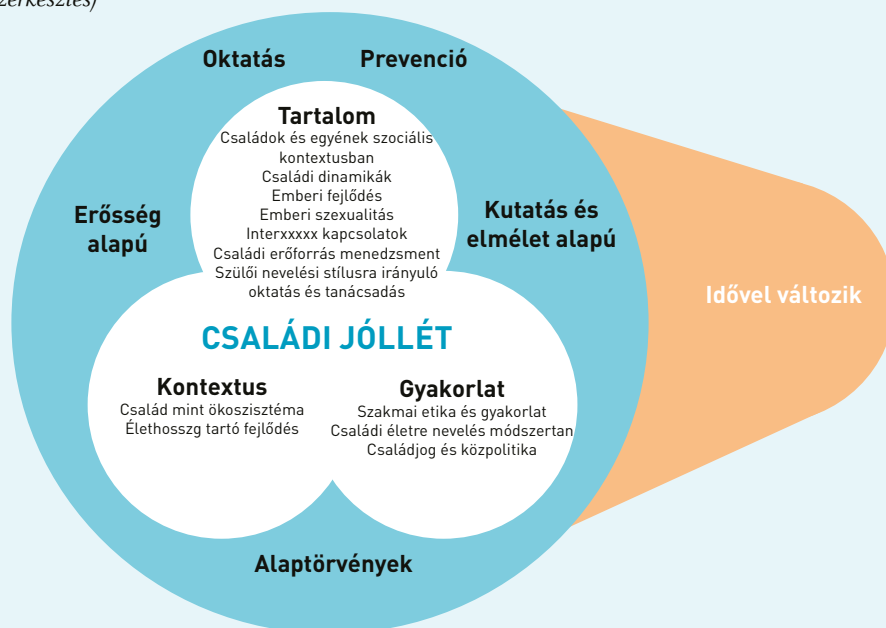 zerkesztés)
Oktatás
Prevenció
Tartalom
Családok és egyének szociális
kontextusban
Családi dinamikák
Emberi fejlődés
Emberi szexualitás
Interxxxxx kapcsolatok
Családi erőforrás menedzsment
Szülői nevelési stílusra irányuló
oktatás és tanácsadás
Erősség
alapú
Kutatás és
elmélet alapú
Idővel változik
CSALÁDI JÓLLÉT
Kontextus
Család mint ökoszisztéma
Élethosszg tartó fejlődés
Gyakorlat
Szakmai etika és gyakorlat
Családi életre nevelés módszertan
Családjog és közpolitika
Alaptörvények